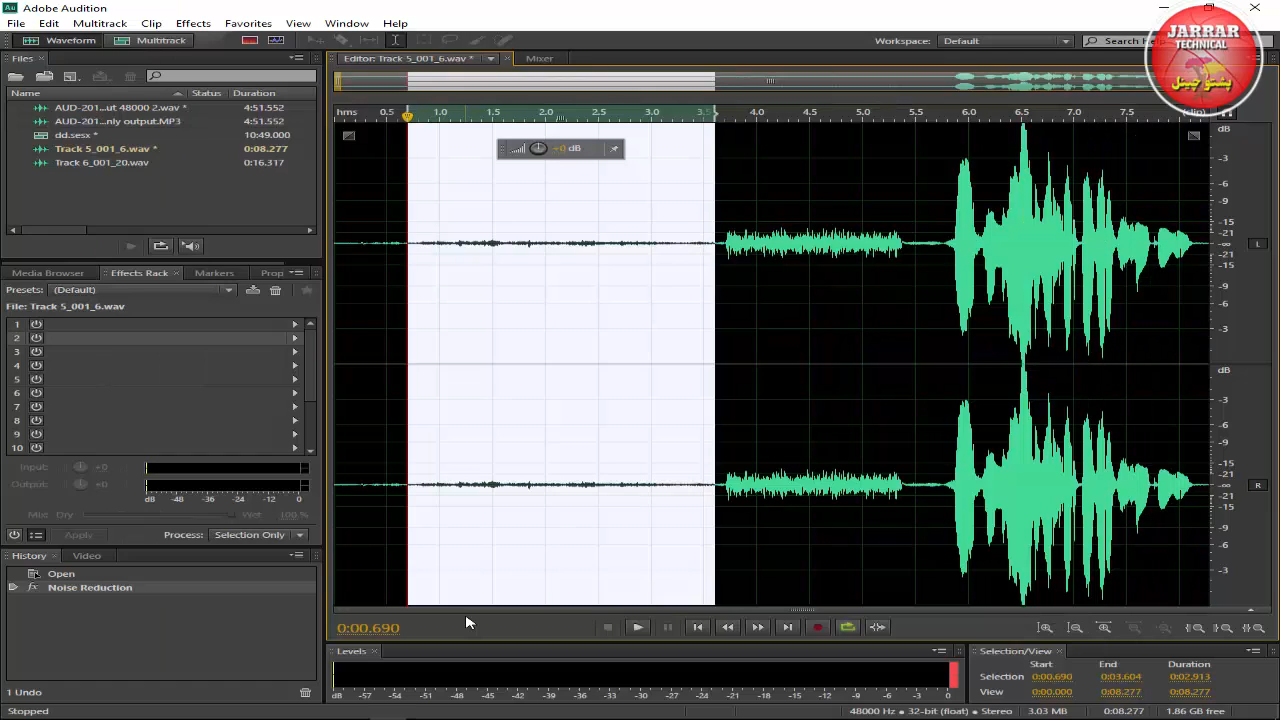 Adobe Audition
File Edit Multitrack Clip Effects Favorites View Window Help
Waveform Multitrack Workspace: Default Search Help
JARRAR
TECHNICAL
پشتو چینل
Files
Name Status Duration
AUD-201...ut 48000 2.wav * 4:51.552
AUD-201...nly output.MP3 4:51.552
dd.sesx * 10:49.000
Track 5_001_6.wav * 0:08.277
Track 6_001_20.wav 0:16.317
Media Browser Effects Rack Markers Prop
Presets: (Default)
File: Track 5_001_6.wav
1
2
3
4
5
6
7
8
9
10
Input: +0
Output: +0
dB -48 -36 -24 -12 0
Mix: Dry Wet 100 %
Apply Process: Selection Only
History Video
Open
fx Noise Reduction
1 Undo
Stopped
Editor: Track 5_001_6.wav * Mixer
hms 0.5 1.0 1.5 2.0 2.5 3.0 3.5 4.0 4.5 5.0 5.5 6.0 6.5 7.0 7.5 (clip)
+0 dB
dB
-3
-6
-9
-15
-21
-∞
-21
-15
-9
-6
-3
L
dB
-3
-6
-9
-15
-21
-∞
-21
-15
-9
-6
-3
R
0:00.690
Levels
dB -57 -54 -51 -48 -45 -42 -39 -36 -33 -30 -27 -24 -21 -18 -15 -12 -9 -6 -3 0
Selection/View
Start End Duration
Selection 0:00.690 0:03.604 0:02.913
View 0:00.000 0:08.277 0:08.277
48000 Hz • 32-bit (float) • Stereo 3.03 MB 0:08.277 1.86 GB free